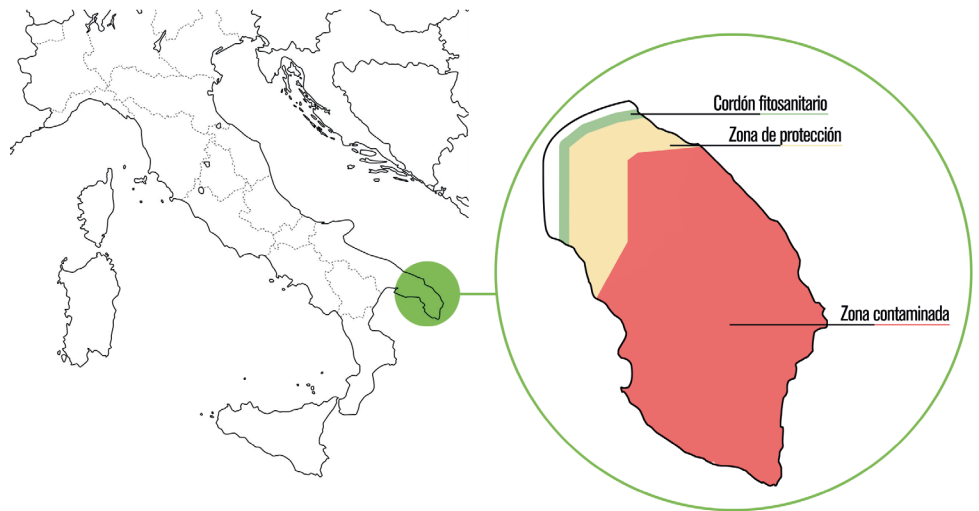 Cordón fitosanitario
Zona de protección
Zona contaminada